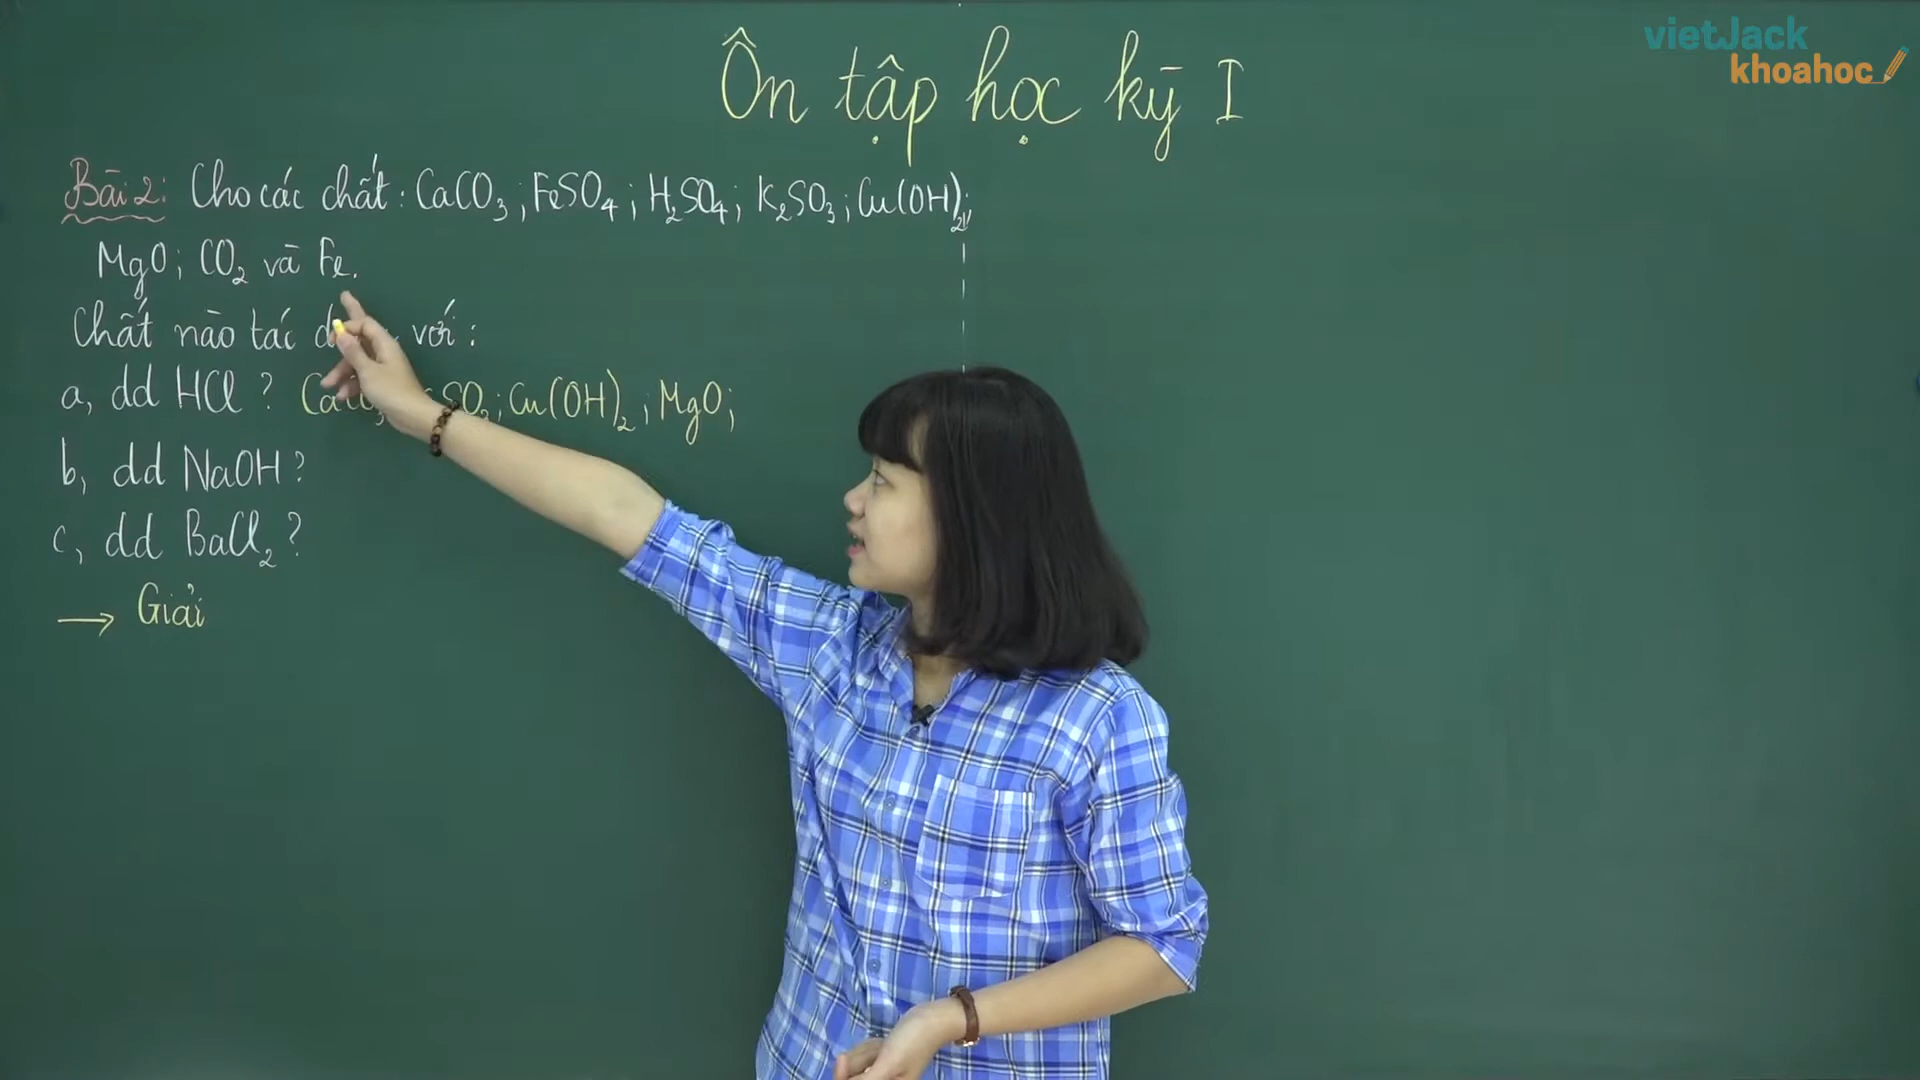 vietJack
khoahoc
Ôn tập học kỳ I
Bài 2: Cho các chất: CaCO₃; FeSO₄; H₂SO₄; K₂SO₃; Cu(OH)₂;
MgO; CO₂ và Fe.
Chất nào tác với:
a, dd HCl? SO₃; Cu(OH)₂; MgO;
b, dd NaOH?
c, dd BaCl₂?
→ Giải